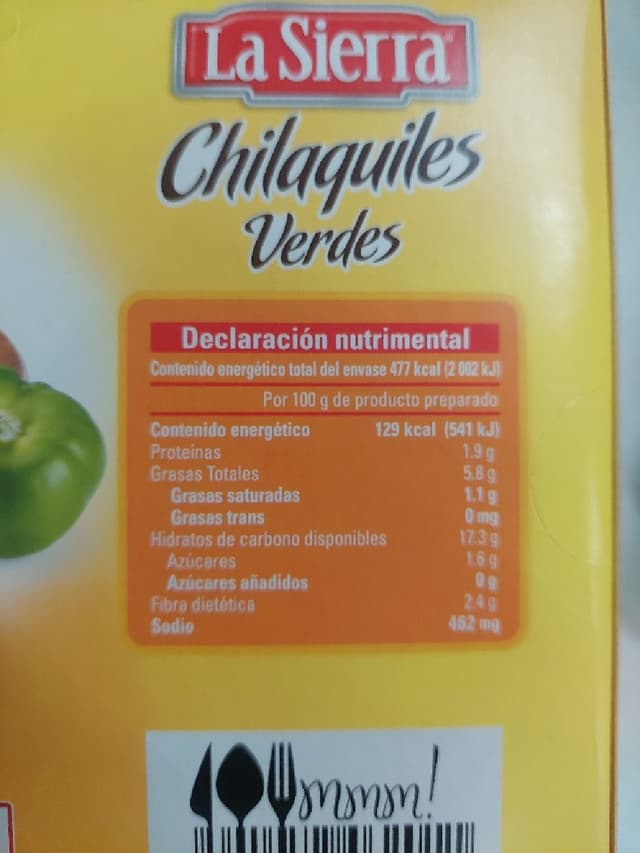 La Sierra
Chilaquiles
Verdes
Declaración nutrimental
Contenido energético total del envase 477 kcal (2 002 kJ)
Por 100 g de producto preparado
Contenido energético 129 kcal (541 kJ)
Proteínas 1.9 g
Grasas Totales 5.8 g
Grasas saturadas 1.1 g
Grasas trans 0 mg
Hidratos de carbono disponibles 17.3 g
Azúcares 1.6 g
Azúcares añadidos 0 g
Fibra dietética 2.4 g
Sodio 462 mg
mmm!